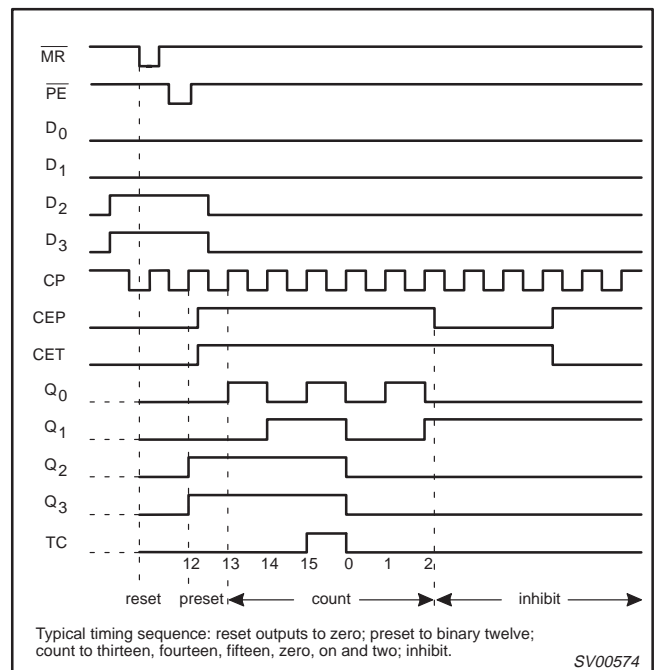 MR
PE
D0
D1
D2
D3
CP
CEP
CET
Q0
Q1
Q2
Q3
TC
12 13 14 15 0 1 2
reset preset count inhibit
Typical timing sequence: reset outputs to zero; preset to binary twelve;
count to thirteen, fourteen, fifteen, zero, on and two; inhibit.
SV00574